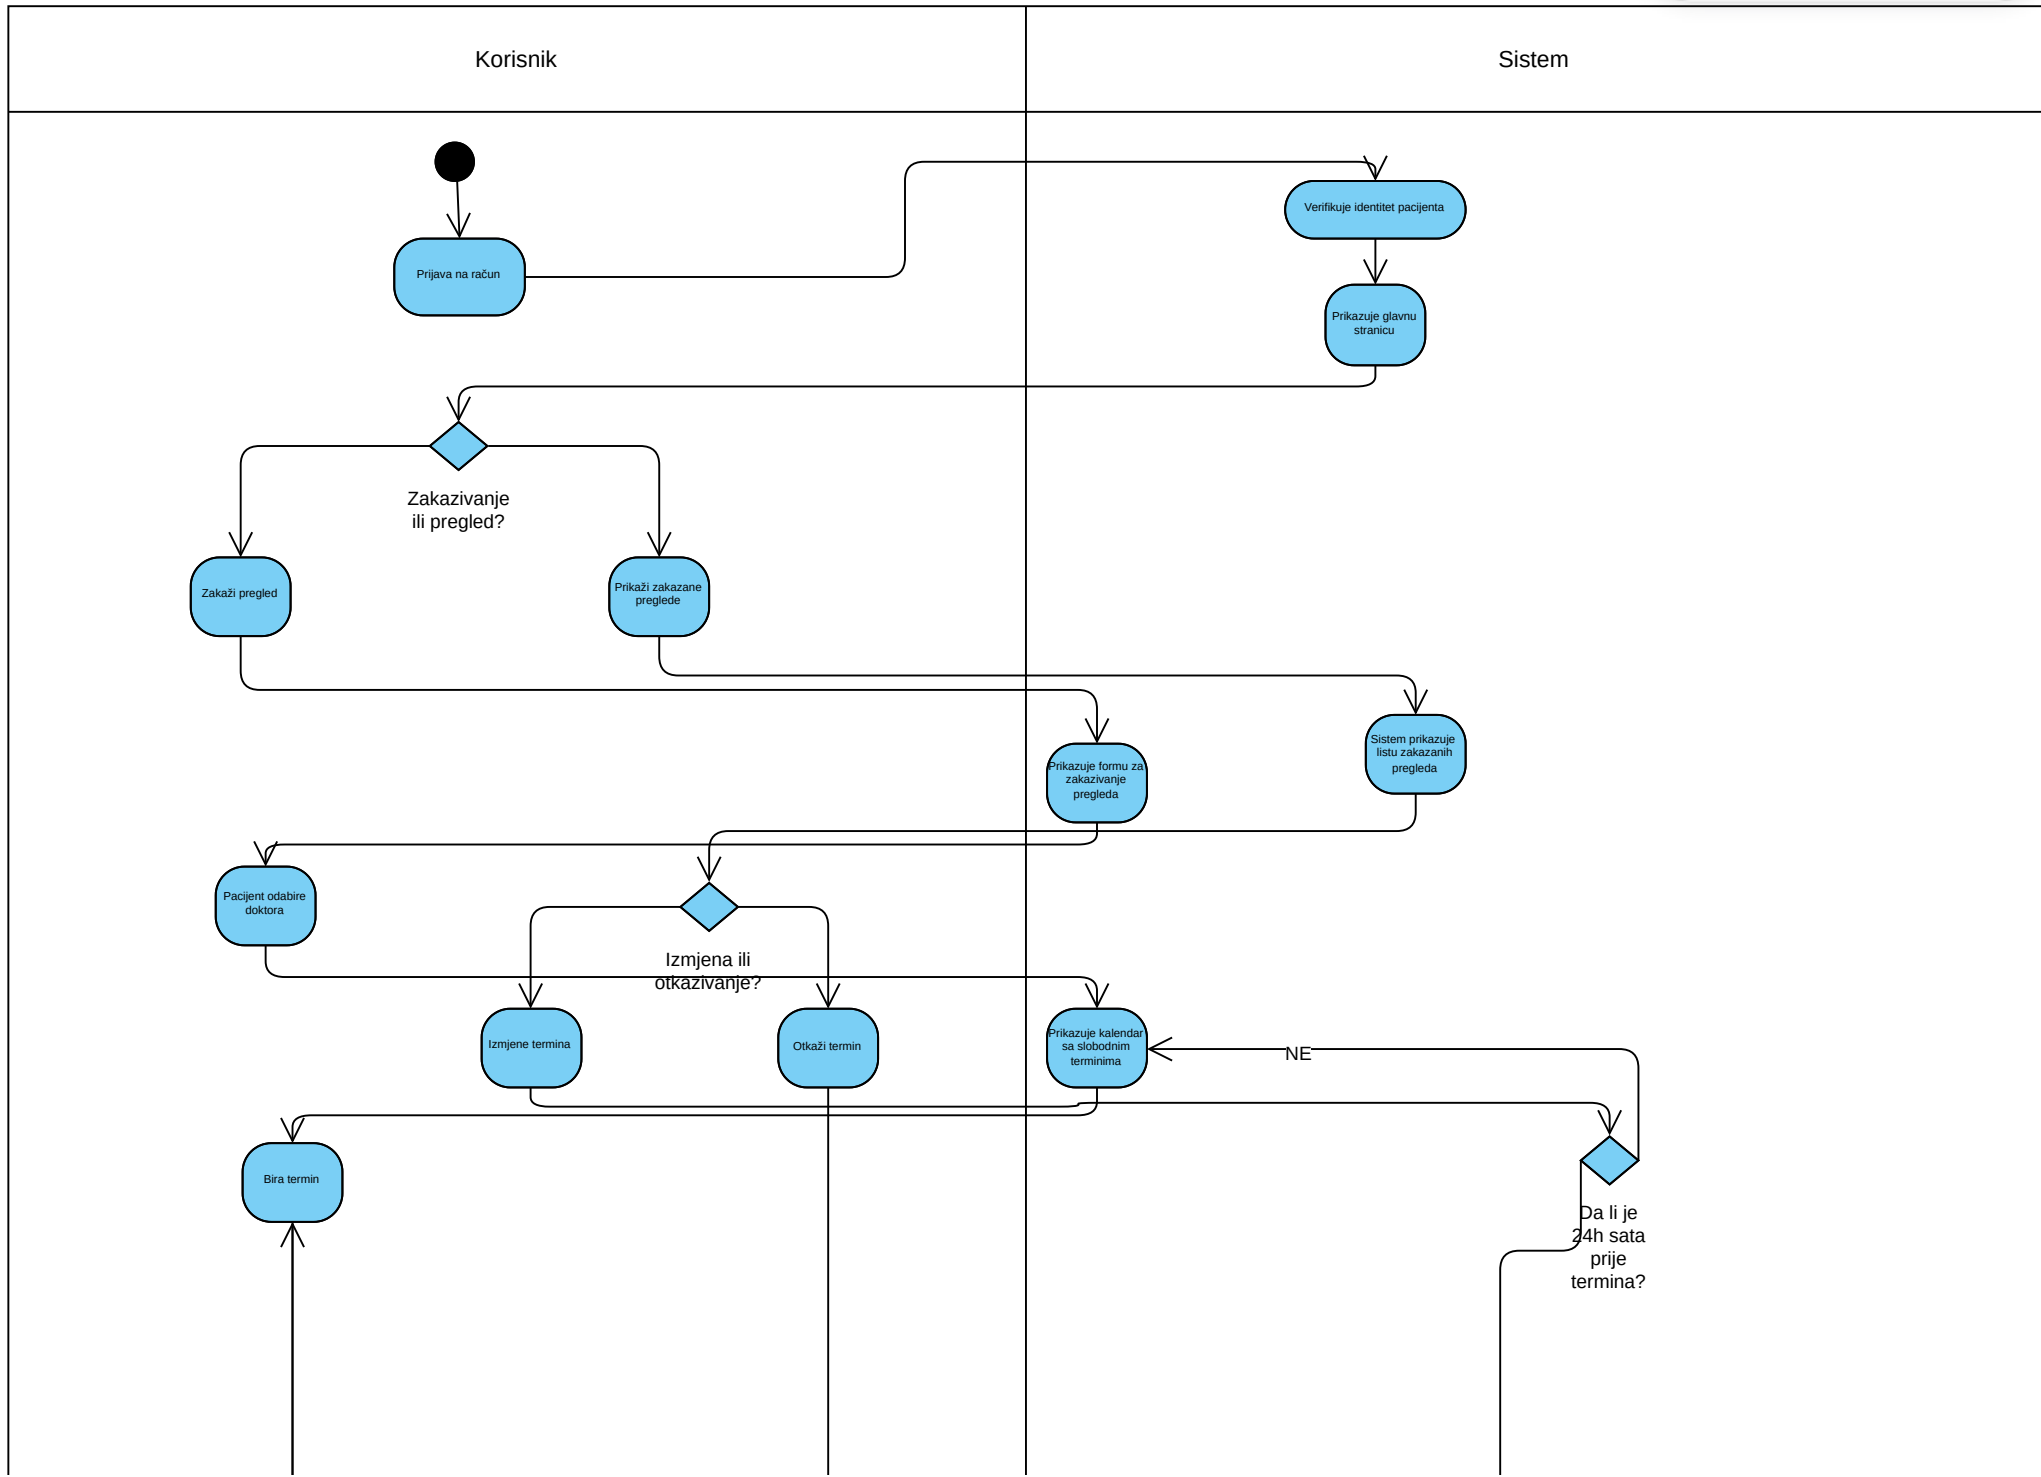 Korisnik
Sistem
Verifikuje identitet pacijenta
Prijava na račun
Prikazuje glavnu
stranicu
Zakazivanje
ili pregled?
Zakaži pregled
Prikaži zakazane
preglede
Sistem prikazuje
listu zakazanih
pregleda
Prikazuje formu za
zakazivanje
pregleda
Pacijent odabire
doktora
Izmjena ili
otkazivanje?
Izmjene termina
Otkaži termin
Prikazuje kalendar
sa slobodnim
terminima
NE
Bira termin
Da li je
24h sata
prije
termina?